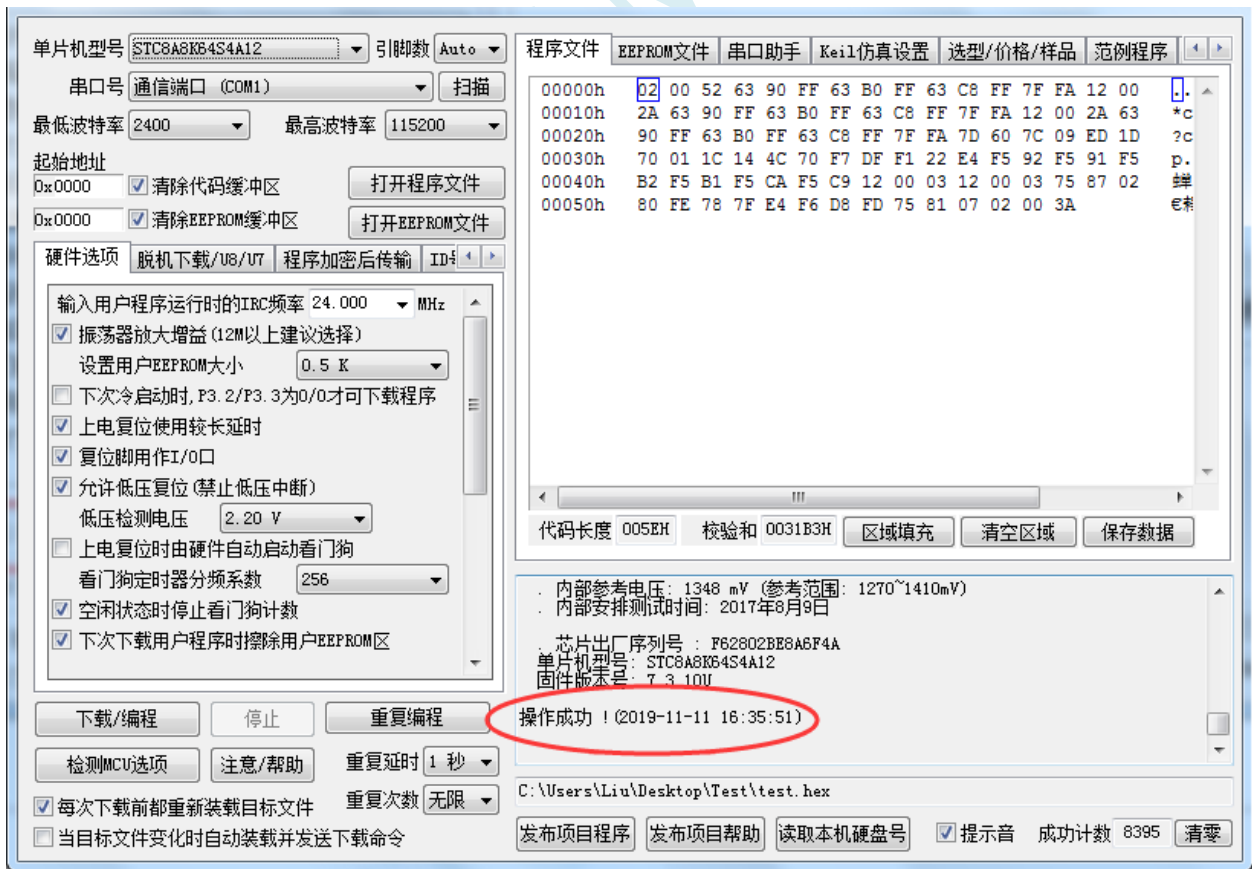 单片机型号 STC8A8K64S4A12 引脚数 Auto
串口号 通信端口 (COM1) 扫描
最低波特率 2400 最高波特率 115200
起始地址
0x0000 清除代码缓冲区 打开程序文件
0x0000 清除EEPROM缓冲区 打开EEPROM文件
硬件选项 脱机下载/U8/U7 程序加密后传输
输入用户程序运行时的IRC频率 24.000 MHz
振荡器放大增益(12M以上建议选择)
设置用户EEPROM大小 0.5 K
下次冷启动时,P3.2/P3.3为0/0才可下载程序
上电复位使用较长延时
复位脚用作I/O口
允许低压复位(禁止低压中断)
低压检测电压 2.20 V
上电复位时由硬件自动启动看门狗
看门狗定时器分频系数 256
空闲状态时停止看门狗计数
下次下载用户程序时擦除用户EEPROM区
下载/编程 停止 重复编程
检测MCU选项 注意/帮助 重复延时 1 秒
每次下载前都重新装载目标文件 重复次数 无限
当目标文件变化时自动装载并发送下载命令
程序文件 EEPROM文件 串口助手 Keil仿真设置 选型/价格/样品 范例程序
00000h 02 00 52 63 90 FF 63 B0 FF 63 C8 FF 7F FA 12 00 ..
00010h 2A 63 90 FF 63 B0 FF 63 C8 FF 7F FA 12 00 2A 63 *c
00020h 90 FF 63 B0 FF 63 C8 FF 7F FA 7D 60 7C 09 ED 1D ?c
00030h 70 01 1C 14 4C 70 F7 DF F1 22 E4 F5 92 F5 91 F5 p.
00040h B2 F5 B1 F5 CA F5 C9 12 00 03 12 00 03 75 87 02
00050h 80 FE 78 7F E4 F6 D8 FD 75 81 07 02 00 3A
代码长度 005EH 校验和 0031B3H 区域填充 清空区域 保存数据
. 内部参考电压: 1348 mV (参考范围: 1270~1410mV)
. 内部安排测试时间: 2017年8月9日
. 芯片出厂序列号 : F62802BE8A6F4A
单片机型号: STC8A8K64S4A12
固件版本号: 7.3.10U
操作成功 !(2019-11-11 16:35:51)
C:\Users\Liu\Desktop\Test\test.hex
发布项目程序 发布项目帮助 读取本机硬盘号 提示音 成功计数 8395 清零